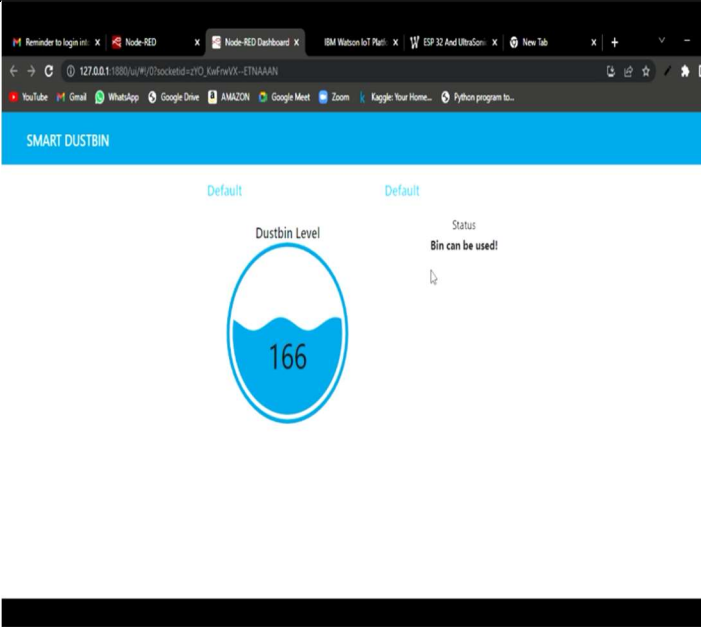 Reminder to login int
Node-RED
Node-RED Dashboard
IBM Watson IoT Platf
ESP 32 And UltraSoni
New Tab
127.0.0.1:1880/ui/#!/0?socketid=zYO_KwFrwVX--ETNAAAN
YouTube
Gmail
WhatsApp
Google Drive
AMAZON
Google Meet
Zoom
Kaggle: Your Home...
Python program to...
SMART DUSTBIN
Default
Default
Dustbin Level
166
Status
Bin can be used!